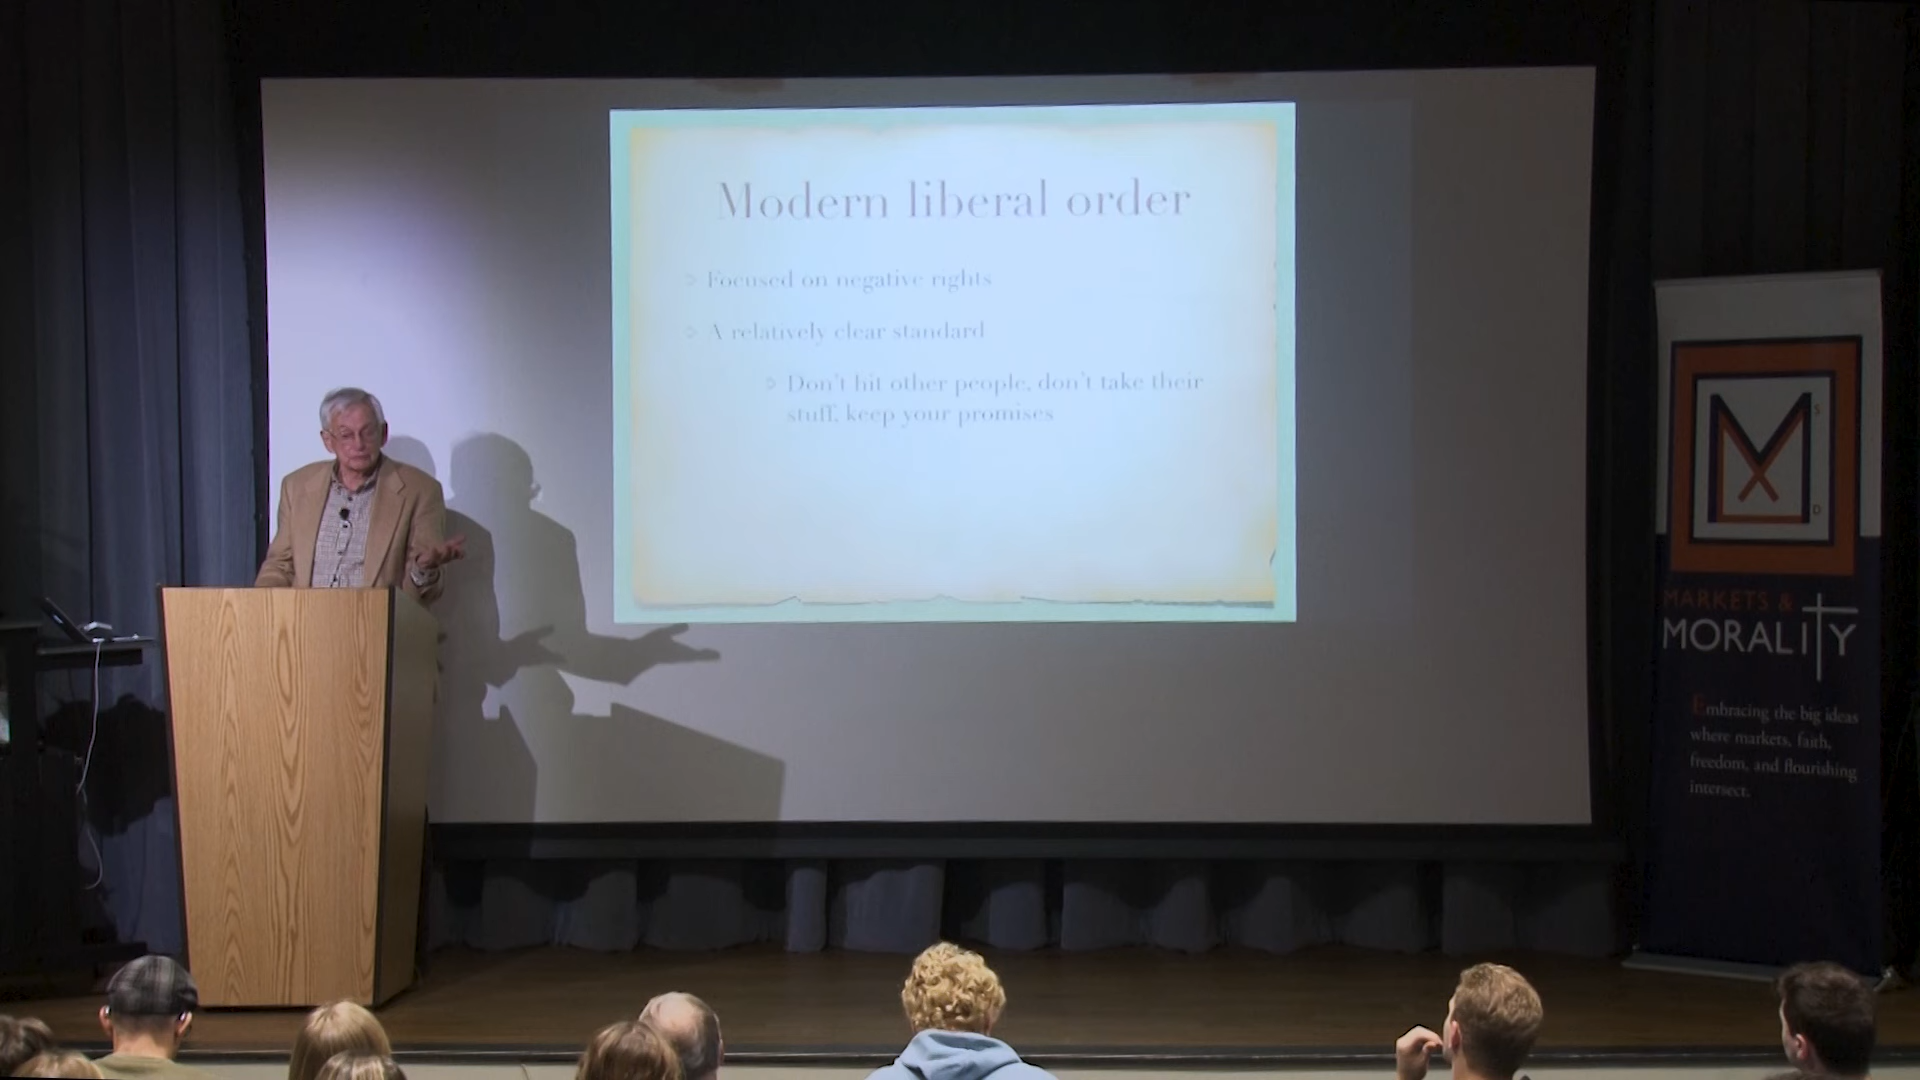 Modern liberal order
Focused on negative rights
A relatively clear standard
Don't hit other people, don't take their
stuff, keep your promises
M
S
D
MARKETS &
MORALITY
Embracing the big ideas
where markets, faith,
freedom, and flourishing
intersect.